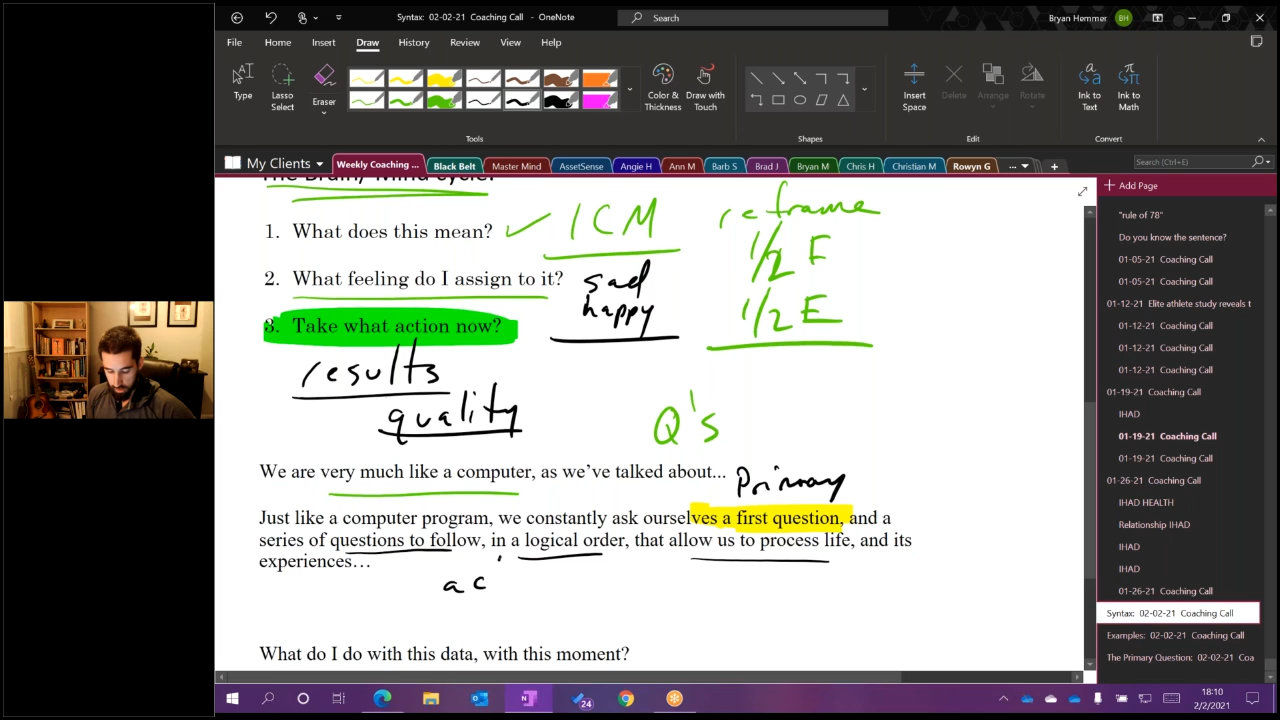 Syntax: 02-02-21 Coaching Call - OneNote
Search
Bryan Hemmer BH
File Home Insert Draw History Review View Help
Type
Lasso Select
Eraser
Color & Thickness
Draw with Touch
Insert Space
Delete
Arrange
Rotate
Ink to Text
Ink to Math
Tools Shapes Edit Convert
My Clients Weekly Coaching ... Black Belt Master Mind AssetSense Angie H Ann M Barb S Brad J Bryan M Chris H Christian M Rowyn G ... Search (Ctrl+E)
The Brain/ Mind cycle:
1. What does this mean? ICM
reframe
1/2 F
1/2 E
2. What feeling do I assign to it? sad
happy
3. Take what action now?
results
quality
Q's
We are very much like a computer, as we've talked about... Primary
Just like a computer program, we constantly ask ourselves a first question, and a
series of questions to follow, in a logical order, that allow us to process life, and its
experiences…
ac
What do I do with this data, with this moment?
Add Page
"rule of 78"
Do you know the sentence?
01-05-21 Coaching Call
01-05-21 Coaching Call
01-12-21 Elite athlete study reveals t
01-12-21 Coaching Call
01-12-21 Coaching Call
01-12-21 Coaching Call
01-19-21 Coaching Call
IHAD
01-19-21 Coaching Call
01-19-21 Coaching Call
01-26-21 Coaching Call
IHAD HEALTH
Relationship IHAD
IHAD
IHAD
01-26-21 Coaching Call
Syntax: 02-02-21 Coaching Call
Examples: 02-02-21 Coaching Call
The Primary Question: 02-02-21 Coa
24
18:10
2/2/2021